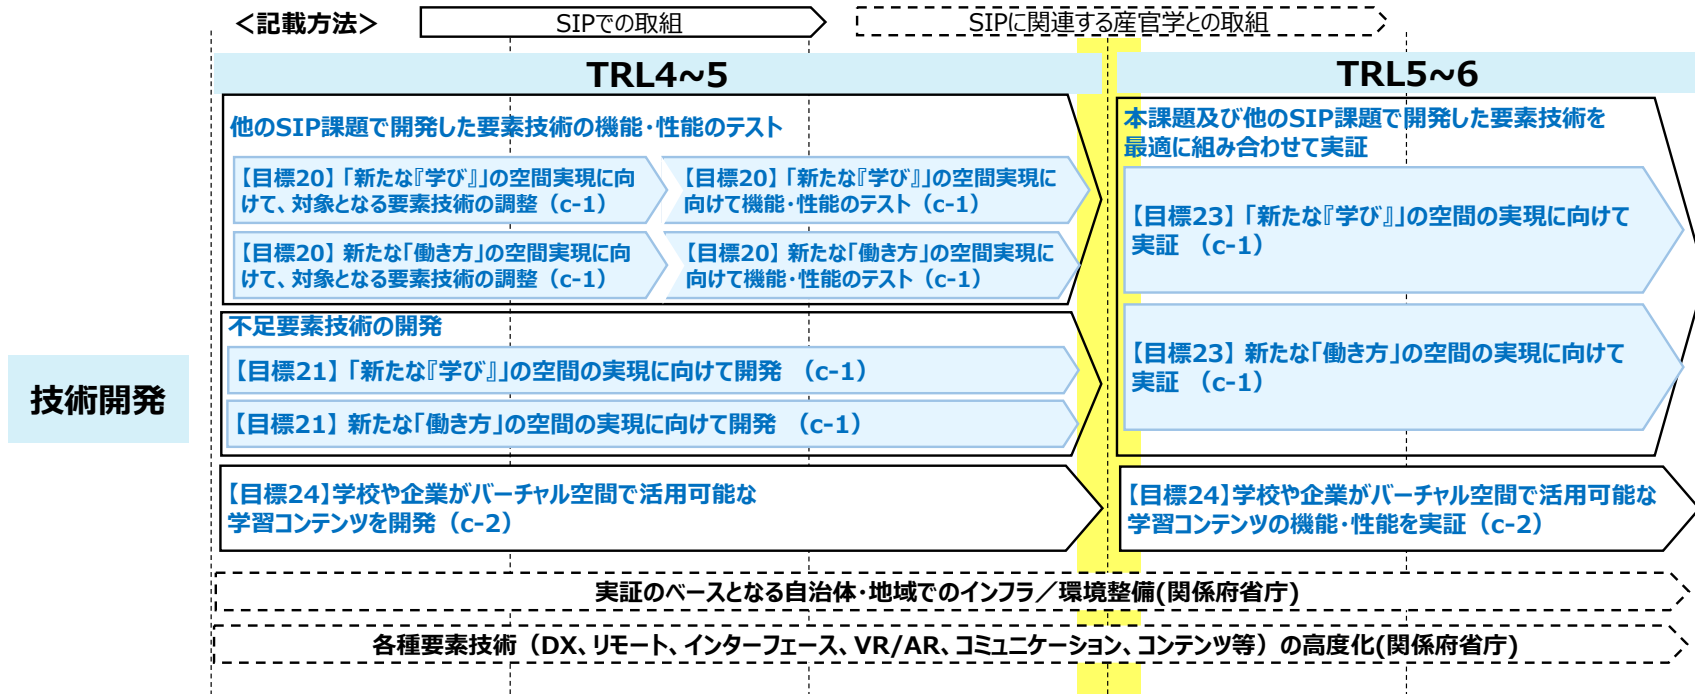 ＜記載方法＞
SIPでの取組
SIPに関連する産官学との取組
TRL4~5
TRL5~6
技術開発
他のSIP課題で開発した要素技術の機能・性能のテスト
【目標20】「新たな『学び』」の空間実現に向
けて、対象となる要素技術の調整（c-1）
【目標20】「新たな『学び』」の空間実現に
向けて機能・性能のテスト（c-1）
【目標20】新たな「働き方」の空間実現に向
けて、対象となる要素技術の調整（c-1）
【目標20】新たな「働き方」の空間実現に
向けて機能・性能のテスト（c-1）
不足要素技術の開発
【目標21】「新たな『学び』」の空間の実現に向けて開発 （c-1）
【目標21】新たな「働き方」の空間の実現に向けて開発 （c-1）
【目標24】学校や企業がバーチャル空間で活用可能な
学習コンテンツを開発（c-2）
本課題及び他のSIP課題で開発した要素技術を
最適に組み合わせて実証
【目標23】「新たな『学び』」の空間の実現に向けて
実証 （c-1）
【目標23】新たな「働き方」の空間の実現に向けて
実証 （c-1）
【目標24】学校や企業がバーチャル空間で活用可能な
学習コンテンツの機能・性能を実証（c-2）
実証のベースとなる自治体・地域でのインフラ／環境整備(関係府省庁)
各種要素技術（DX、リモート、インターフェース、VR/AR、コミュニケーション、コンテンツ等）の高度化(関係府省庁)